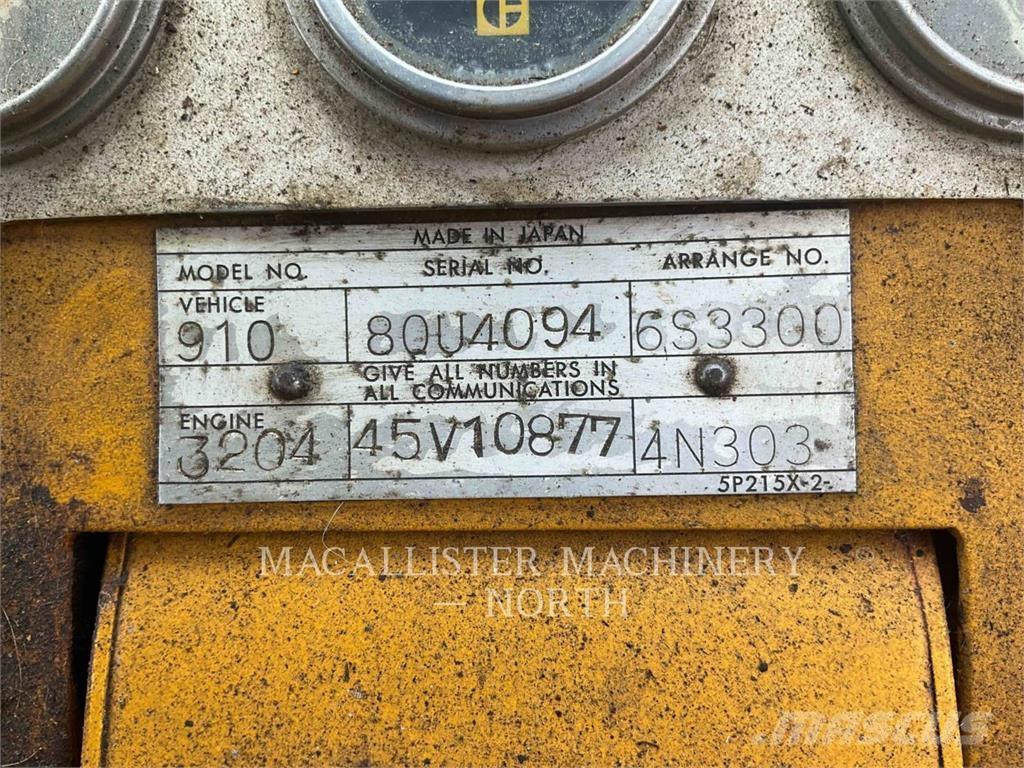 MADE IN JAPAN
MODEL NO. SERIAL NO. ARRANGE NO.
VEHICLE
910 80U4094 6S3300
GIVE ALL NUMBERS IN
ALL COMMUNICATIONS
ENGINE
3204 45V10877 4N303
5P215X-2-
MACALLISTER MACHINERY
— NORTH
MASCUS